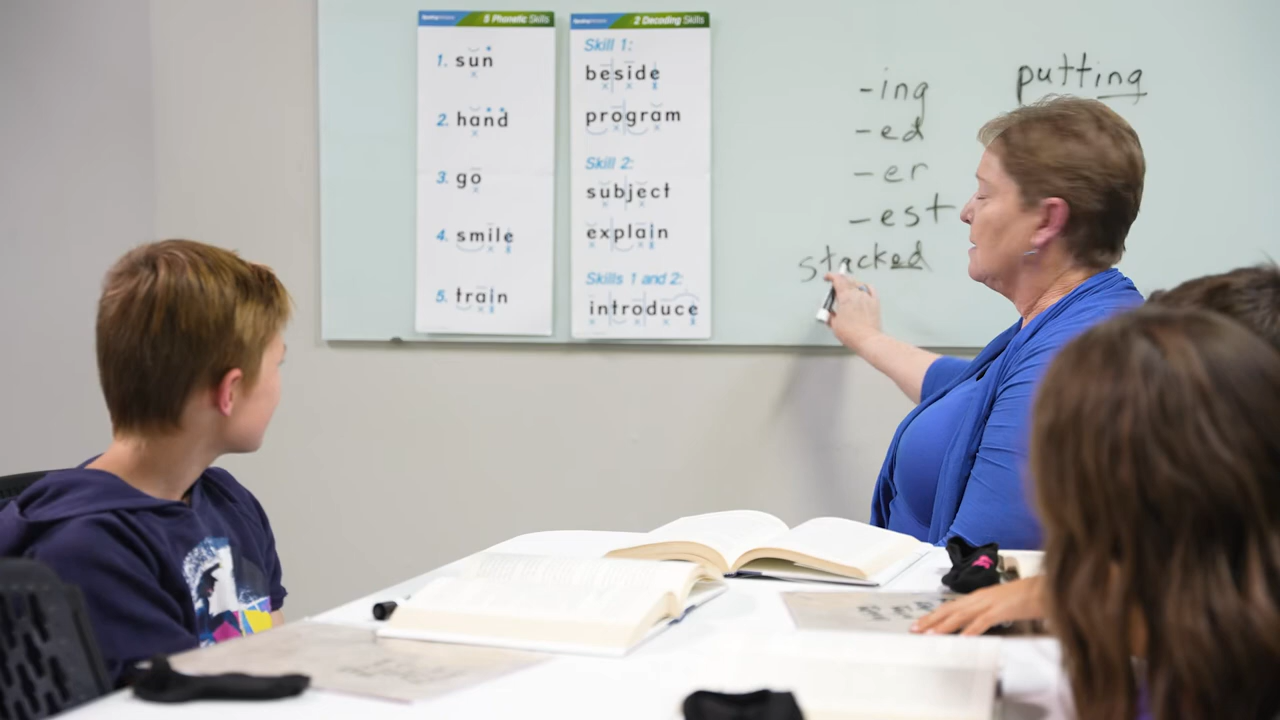 5 Phonetic Skills
1. sun
2. hand
3. go
4. smile
5. train
2 Decoding Skills
Skill 1:
beside
program
Skill 2:
subject
explain
Skills 1 and 2:
introduce
-ing
-ed
-er
-est
stacked
putting